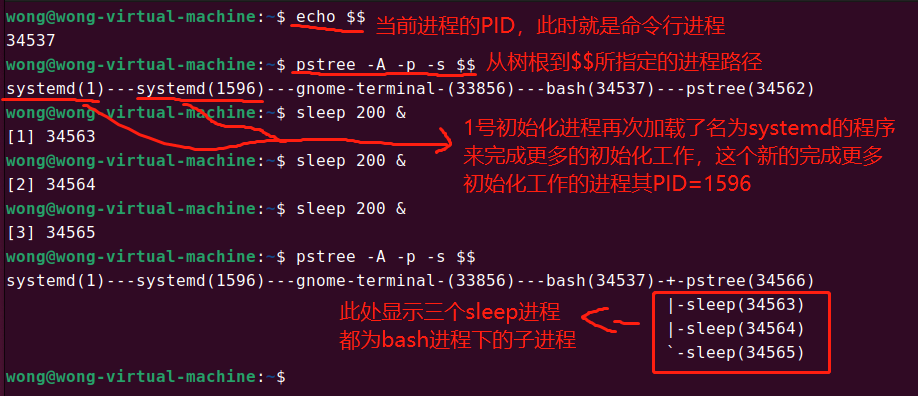 wong@wong-virtual-machine:~$ echo $$ 当前进程的PID，此时就是命令行进程
34537
wong@wong-virtual-machine:~$ pstree -A -p -s $$ 从树根到$$所指定的进程路径
systemd(1)---systemd(1596)---gnome-terminal-(33856)---bash(34537)---pstree(34562)
wong@wong-virtual-machine:~$ sleep 200 &
[1] 34563
wong@wong-virtual-machine:~$ sleep 200 &
[2] 34564
wong@wong-virtual-machine:~$ sleep 200 &
[3] 34565
1号初始化进程再次加载了名为systemd的程序
来完成更多的初始化工作，这个新的完成更多
初始化工作的进程其PID=1596
wong@wong-virtual-machine:~$ pstree -A -p -s $$
systemd(1)---systemd(1596)---gnome-terminal-(33856)---bash(34537)-+-pstree(34566)
|-sleep(34563)
|-sleep(34564)
`-sleep(34565)
此处显示三个sleep进程
都为bash进程下的子进程
wong@wong-virtual-machine:~$